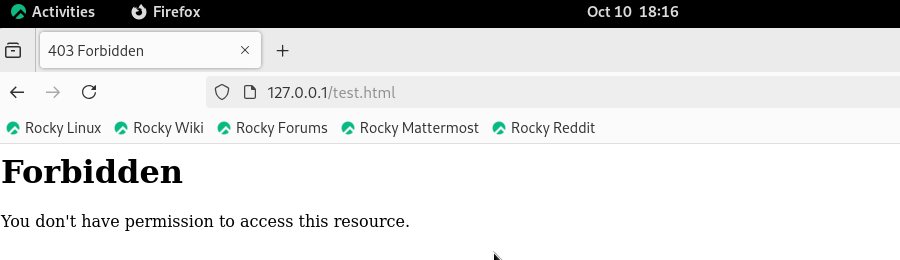 Activities Firefox Oct 10 18:16
403 Forbidden
127.0.0.1/test.html
Rocky Linux Rocky Wiki Rocky Forums Rocky Mattermost Rocky Reddit
Forbidden
You don't have permission to access this resource.